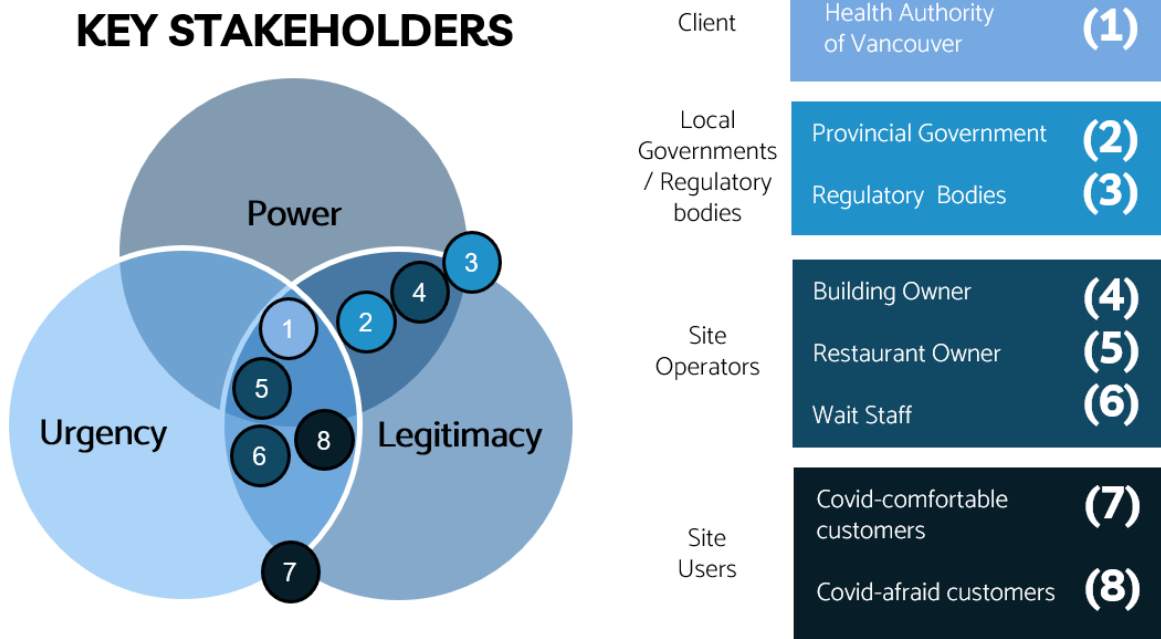 KEY STAKEHOLDERS
Power
Urgency
Legitimacy
1
2
3
4
5
6
7
8
Client
Health Authority
of Vancouver
(1)
Local
Governments
/ Regulatory
bodies
Provincial Government (2)
Regulatory Bodies (3)
Site
Operators
Building Owner (4)
Restaurant Owner (5)
Wait Staff (6)
Site
Users
Covid-comfortable
customers
(7)
Covid-afraid customers (8)